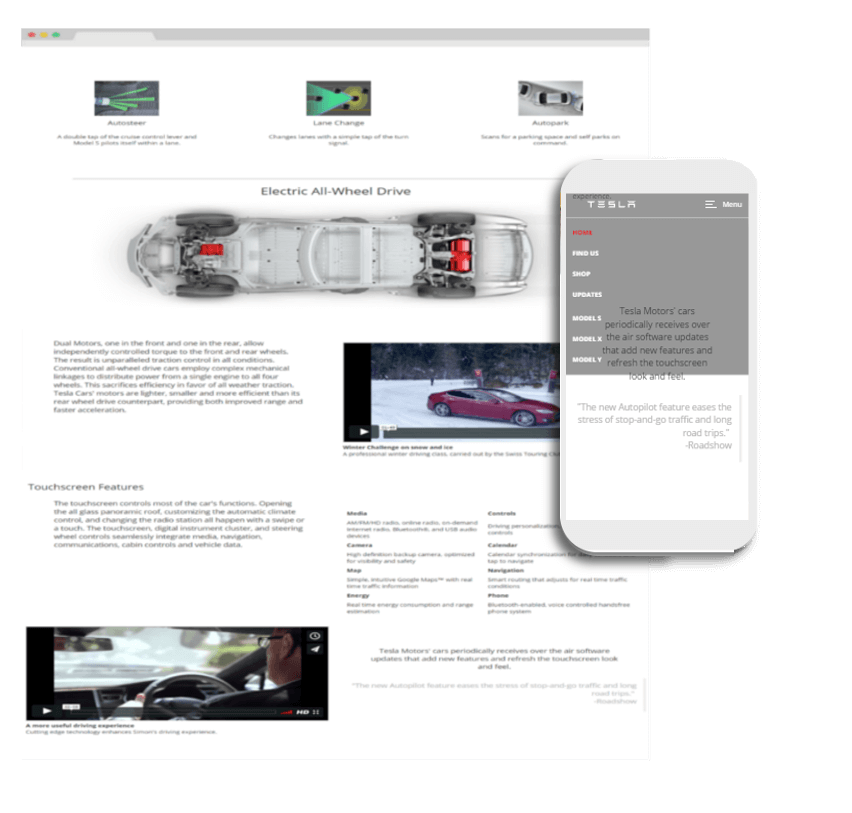 Autosteer
A double tap of the cruise control lever and
Model S pilots itself within a lane.
Lane Change
Changes lanes with a simple tap of the turn
signal.
Autopark
Scans for a parking space and self parks on
command.
Electric All-Wheel Drive
Dual Motors, one in the front and one in the rear, allow
independently controlled torque to the front and rear wheels.
The result is unparalleled traction control in all conditions.
Conventional all-wheel drive cars employ complex mechanical
linkages to distribute power from a single engine to all four
wheels. This sacrifices efficiency in favor of all weather traction.
Tesla Cars' motors are lighter, smaller and more efficient than its
rear wheel drive counterpart, providing both improved range and
faster acceleration.
Winter Challenge on snow and ice
A professional winter driving class, carried out by the Swiss Touring
Touchscreen Features
The touchscreen controls most of the car's functions. Opening
the all glass panoramic roof, customizing the automatic climate
control, and changing the radio station all happen with a swipe or
a touch. The touchscreen, digital instrument cluster, and steering
wheel controls seamlessly integrate media, navigation,
communications, cabin controls and vehicle data.
Media
AM/FM/HD radio, online radio, on-demand
internet radio, Bluetooth®, and USB audio
devices
Camera
High definition backup camera, optimized
for visibility and safety
Map
Simple, intuitive Google Maps™ with real
time traffic information
Energy
Real time energy consumption and range
estimation
Controls
Driving personalization
controls
Calendar
Calendar synchronisation for
tap to navigate
Navigation
Smart routing that adjusts for real time traffic
conditions
Phone
Bluetooth-enabled, voice controlled handsfree
phone system
HD
A more useful driving experience
Cutting edge technology enhances Simon's driving experience.
Tesla Motors' cars periodically receives over the air software
updates that add new features and refresh the touchscreen look
and feel.
"The new Autopilot feature eases the stress of stop-and-go traffic and long
road trips."
-Roadshow
experience.
TESLA
Menu
HOME
FIND US
SHOP
UPDATES
MODEL S
MODEL X
MODEL Y
Tesla Motors' cars
periodically receives over
the air software updates
that add new features and
refresh the touchscreen
look and feel.
"The new Autopilot feature eases the
stress of stop-and-go traffic and long
road trips."
-Roadshow